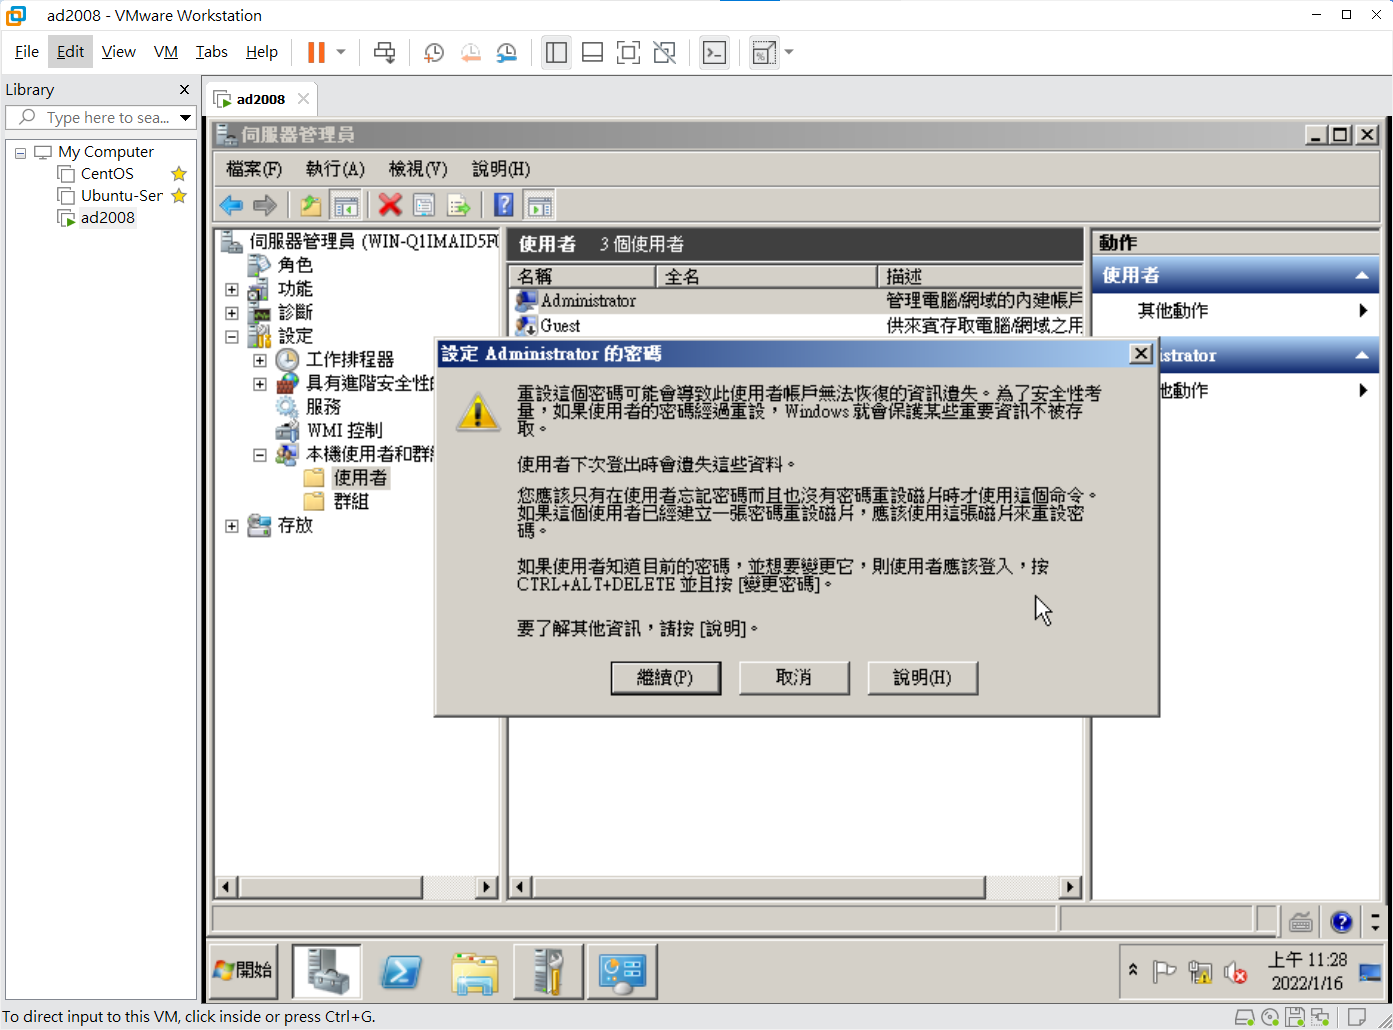 ad2008 - VMware Workstation
File Edit View VM Tabs Help
Library
Type here to sea...
My Computer
CentOS
Ubuntu-Ser
ad2008
ad2008
伺服器管理員
檔案(F) 執行(A) 檢視(V) 說明(H)
伺服器管理員 (WIN-Q1IMAID5F
角色
功能
診斷
設定
工作排程器
具有進階安全性
服務
WMI 控制
本機使用者和群
使用者
群組
存放
使用者 3 個使用者
名稱 全名 描述
Administrator 管理電腦/網域的內建帳戶
Guest 供來賓存取電腦/網域之用
動作
使用者
其他動作
istrator
他動作
設定 Administrator 的密碼
重設這個密碼可能會導致此使用者帳戶無法恢復的資訊遺失。為了安全性考
量，如果使用者的密碼經過重設，Windows 就會保護某些重要資訊不被存
取。
使用者下次登出時會遺失這些資料。
您應該只有在使用者忘記密碼而且也沒有密碼重設磁片時才使用這個命令。
如果這個使用者已經建立一張密碼重設磁片，應該使用這張磁片來重設密
碼。
如果使用者知道目前的密碼，並想要變更它，則使用者應該登入，按
CTRL+ALT+DELETE 並且按 [變更密碼]。
要了解其他資訊，請按 [說明]。
繼續(P) 取消 說明(H)
開始
上午 11:28
2022/1/16
To direct input to this VM, click inside or press Ctrl+G.